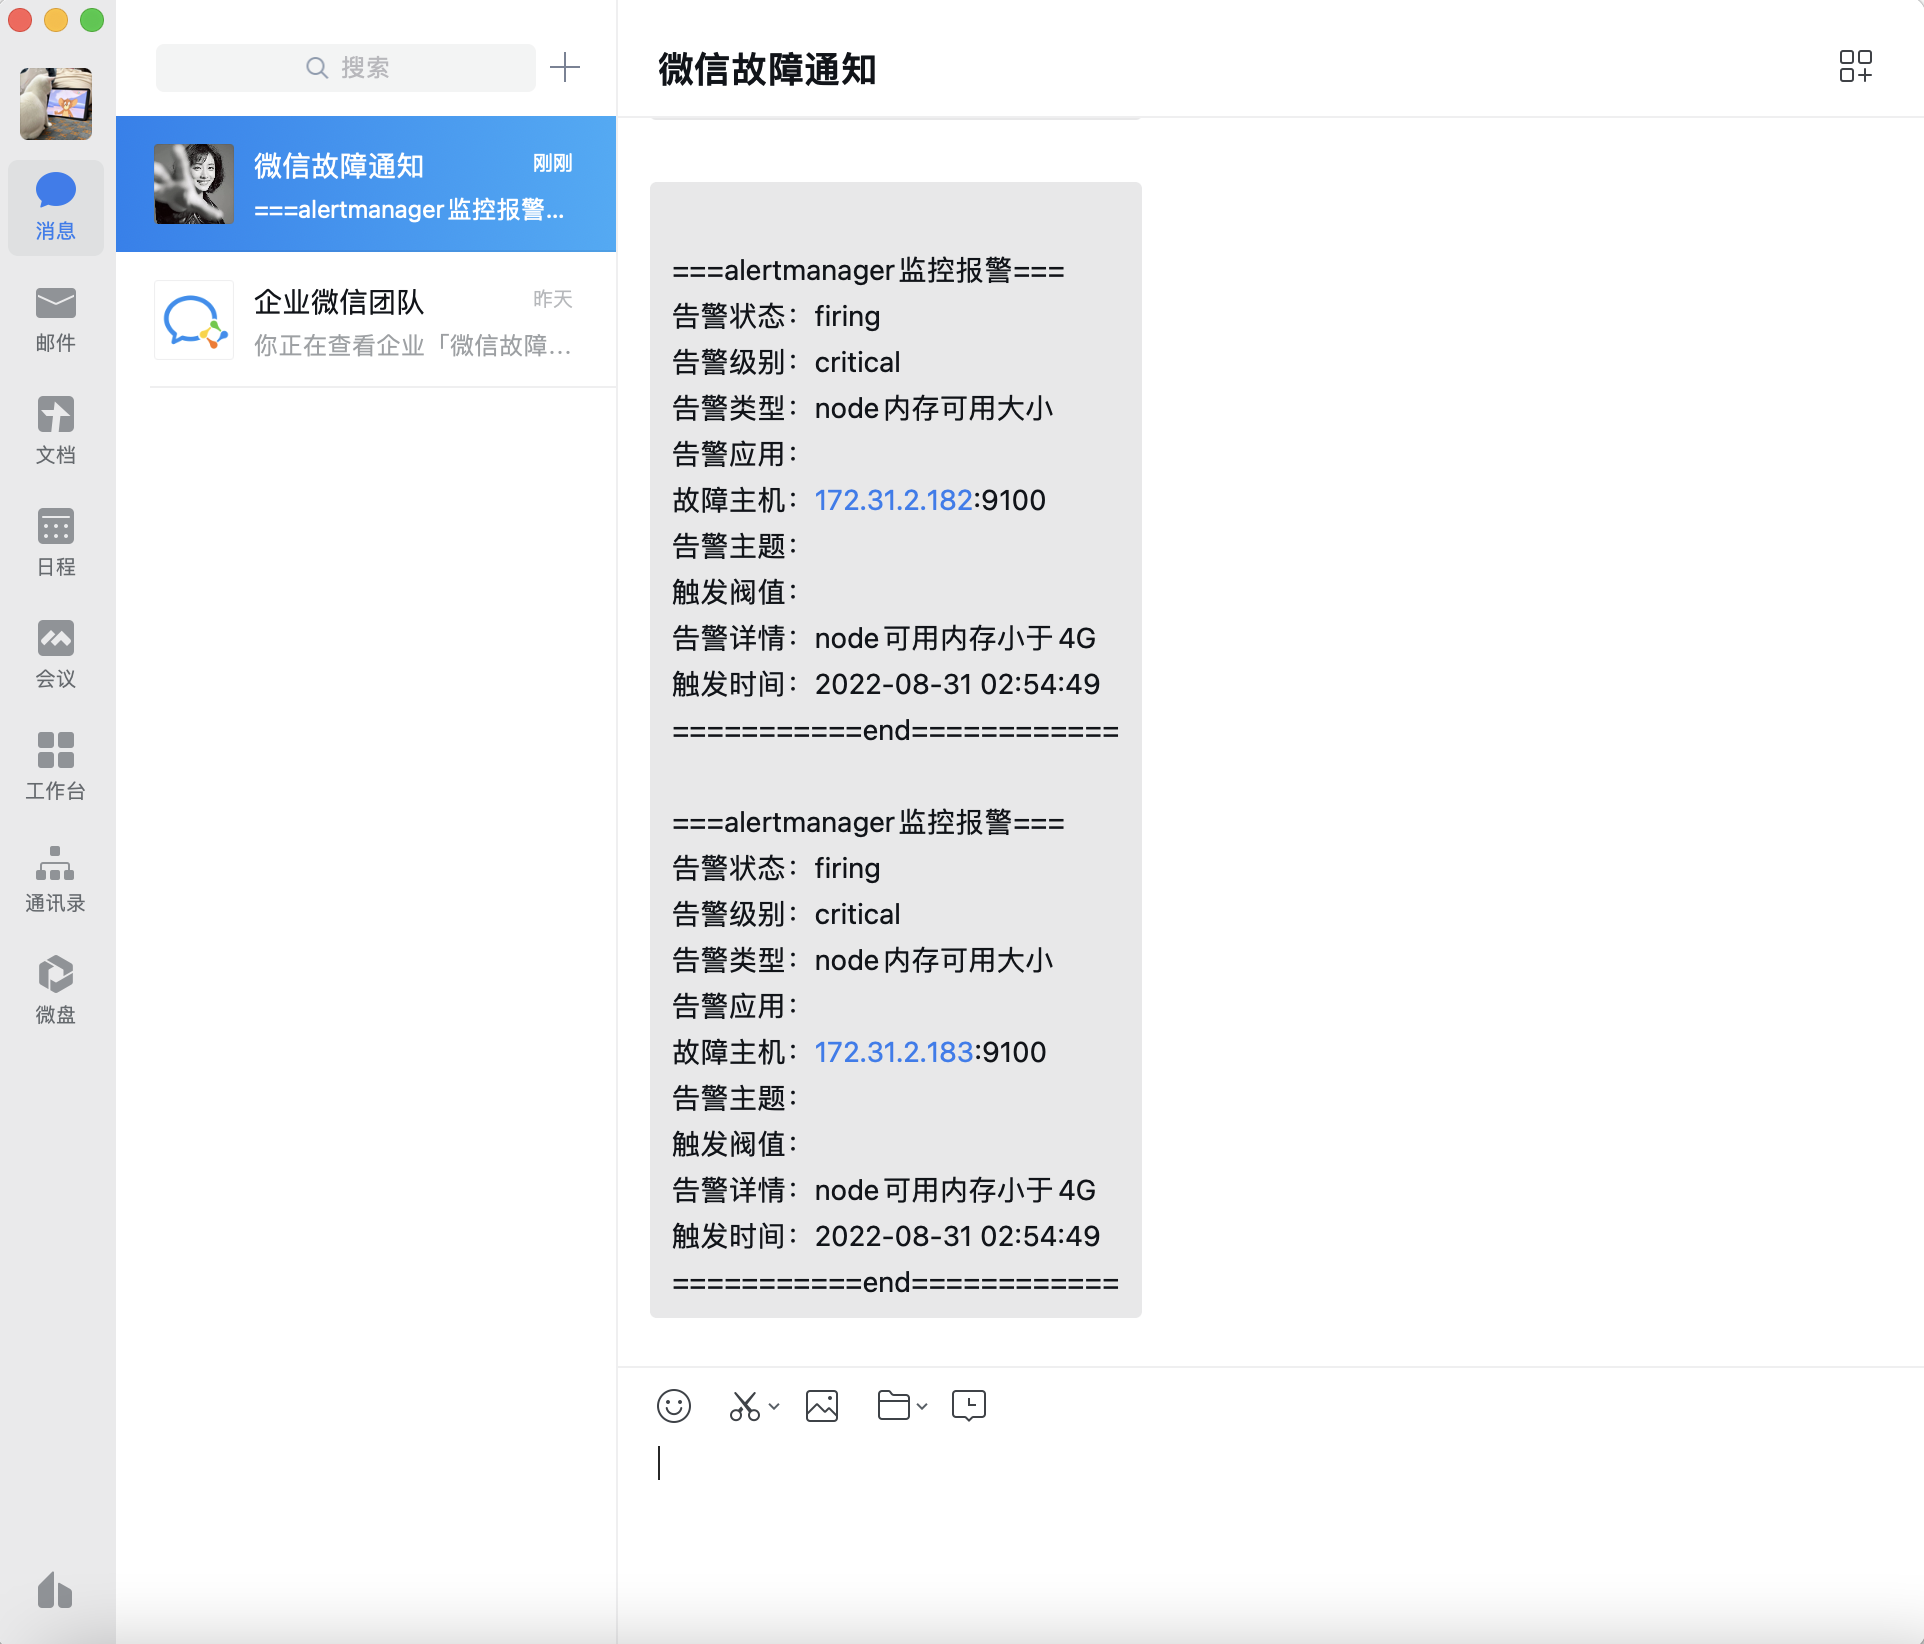 搜索
微信故障通知
刚刚
===alertmanager监控报警...
企业微信团队
昨天
你正在查看企业「微信故障...
消息
邮件
文档
日程
会议
工作台
通讯录
微盘
微信故障通知
===alertmanager监控报警===
告警状态：firing
告警级别：critical
告警类型：node内存可用大小
告警应用：
故障主机：172.31.2.182:9100
告警主题：
触发阀值：
告警详情：node可用内存小于4G
触发时间：2022-08-31 02:54:49
===========end============
===alertmanager监控报警===
告警状态：firing
告警级别：critical
告警类型：node内存可用大小
告警应用：
故障主机：172.31.2.183:9100
告警主题：
触发阀值：
告警详情：node可用内存小于4G
触发时间：2022-08-31 02:54:49
===========end============